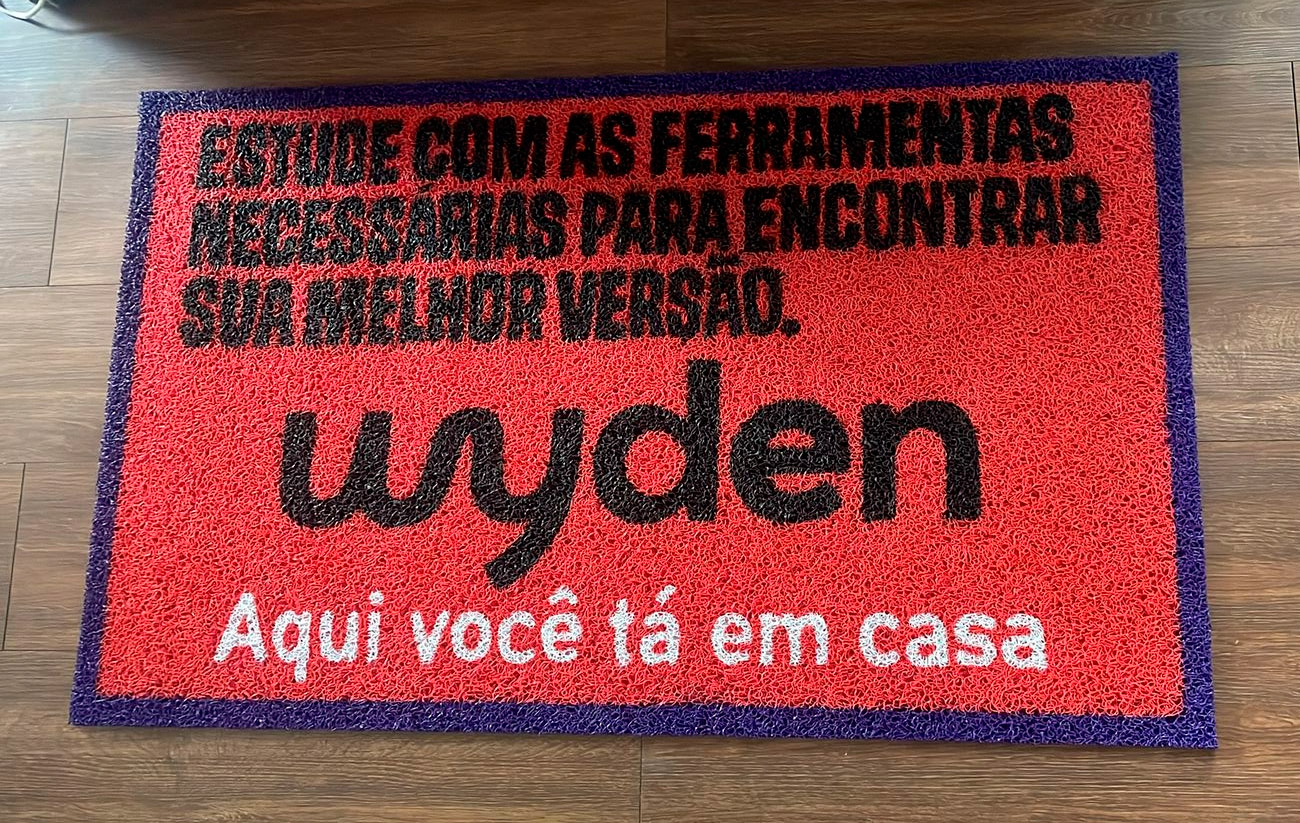 ESTUDE COM AS FERRAMENTAS
NECESSÁRIAS PARA ENCONTRAR
SUA MELHOR VERSÃO.
wyden
Aqui você tá em casa